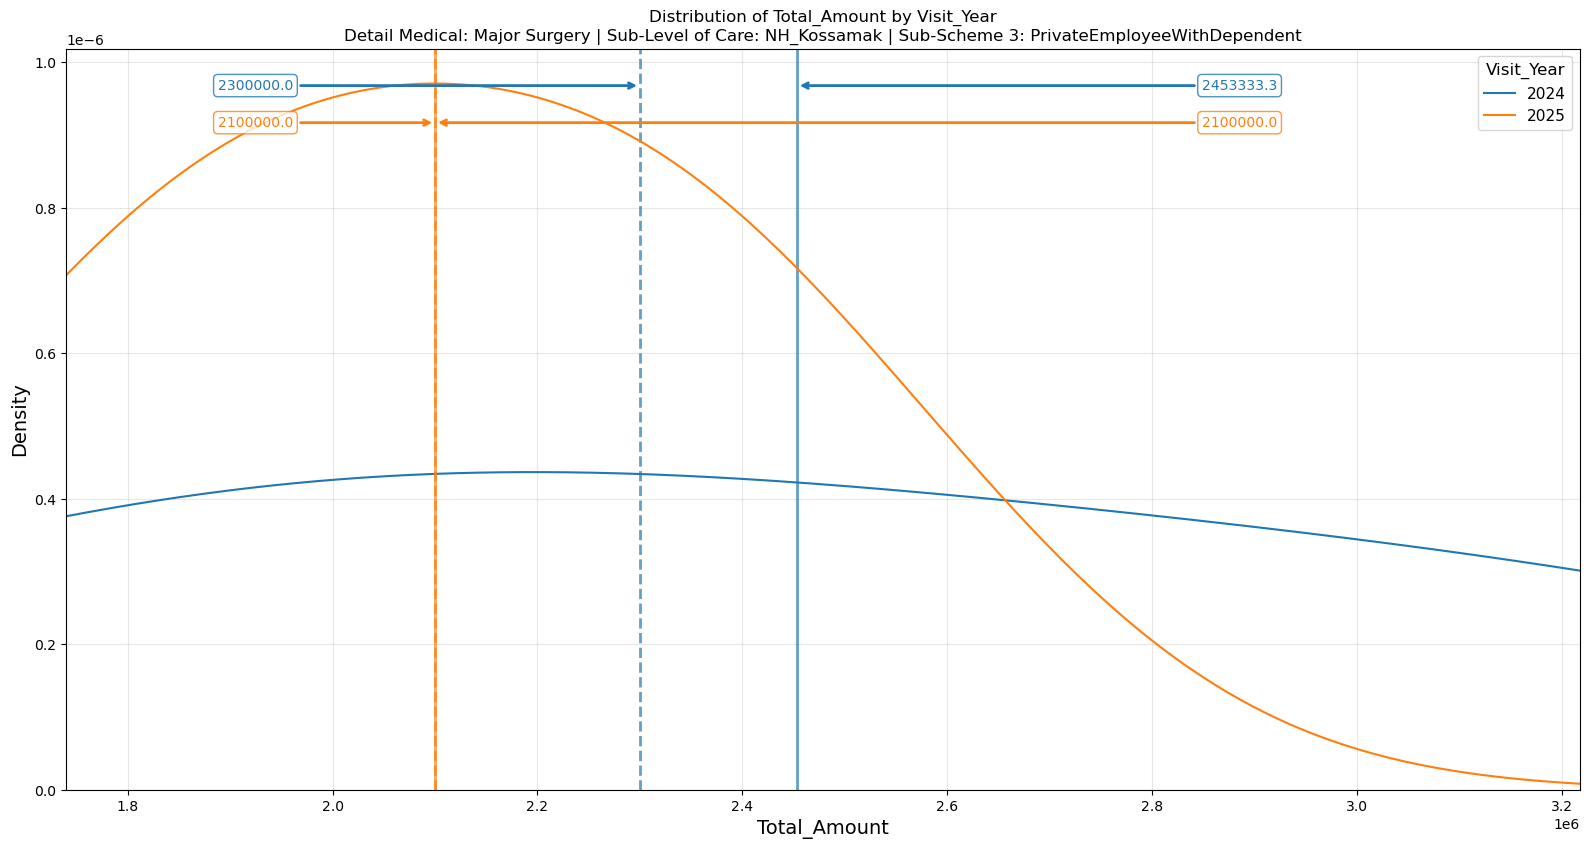 Distribution of Total_Amount by Visit_Year
Detail Medical: Major Surgery | Sub-Level of Care: NH_Kossamak | Sub-Scheme 3: PrivateEmployeeWithDependent
1e−6
1.0
0.8
0.6
0.4
0.2
0.0
Density
2300000.0
2453333.3
2100000.0
2100000.0
Visit_Year
2024
2025
1.8
2.0
2.2
2.4
2.6
2.8
3.0
3.2
1e6
Total_Amount